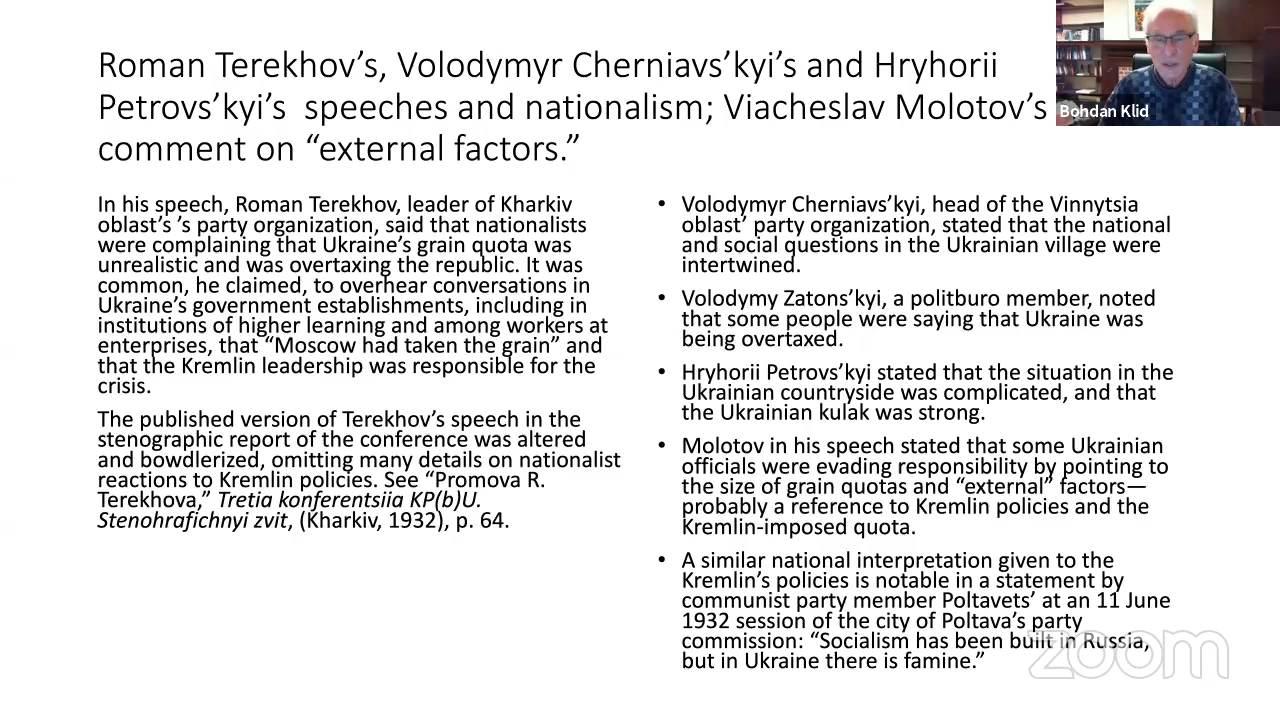 Roman Terekhov’s, Volodymyr Cherniavs’kyi’s and Hryhorii
Petrovs’kyi’s speeches and nationalism; Viacheslav Molotov’s
comment on “external factors.”
Bohdan Klid
In his speech, Roman Terekhov, leader of Kharkiv
oblast’s ’s party organization, said that nationalists
were complaining that Ukraine’s grain quota was
unrealistic and was overtaxing the republic. It was
common, he claimed, to overhear conversations in
Ukraine’s government establishments, including in
institutions of higher learning and among workers at
enterprises, that “Moscow had taken the grain” and
that the Kremlin leadership was responsible for the
crisis.
The published version of Terekhov’s speech in the
stenographic report of the conference was altered
and bowdlerized, omitting many details on nationalist
reactions to Kremlin policies. See “Promova R.
Terekhova,” Tretia konferentsiia KP(b)U.
Stenohrafichnyi zvit, (Kharkiv, 1932), p. 64.
• Volodymyr Cherniavs’kyi, head of the Vinnytsia
oblast’ party organization, stated that the national
and social questions in the Ukrainian village were
intertwined.
• Volodymy Zatons’kyi, a politburo member, noted
that some people were saying that Ukraine was
being overtaxed.
• Hryhorii Petrovs’kyi stated that the situation in the
Ukrainian countryside was complicated, and that
the Ukrainian kulak was strong.
• Molotov in his speech stated that some Ukrainian
officials were evading responsibility by pointing to
the size of grain quotas and “external” factors—
probably a reference to Kremlin policies and the
Kremlin-imposed quota.
• A similar national interpretation given to the
Kremlin’s policies is notable in a statement by
communist party member Poltavets’ at an 11 June
1932 session of the city of Poltava’s party
commission: “Socialism has been built in Russia,
but in Ukraine there is famine.”
zoom